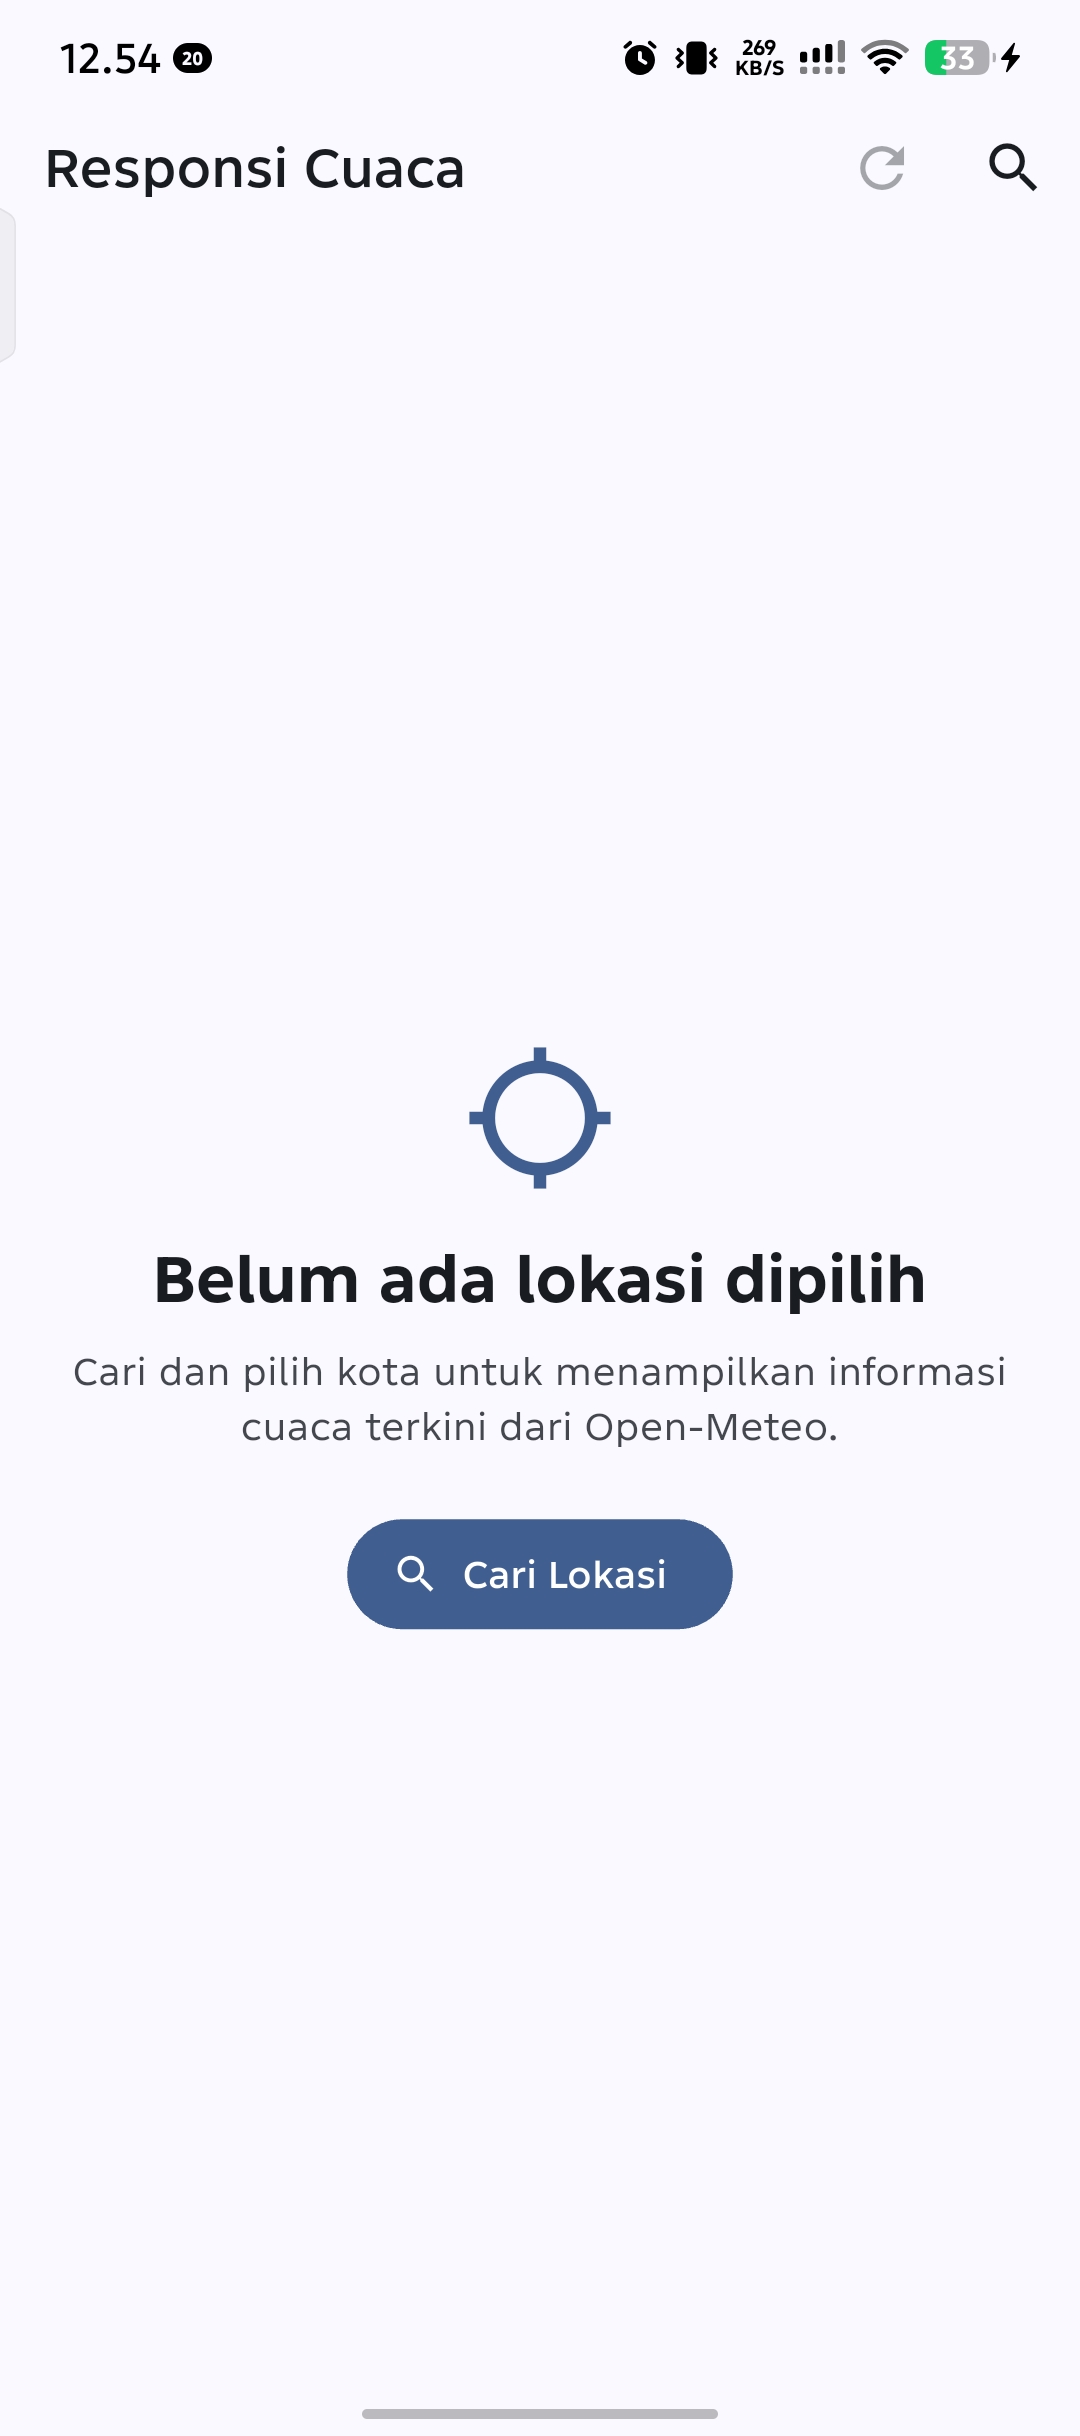 12.54 20 269 KB/S 33
Responsi Cuaca
Belum ada lokasi dipilih
Cari dan pilih kota untuk menampilkan informasi
cuaca terkini dari Open-Meteo.
Cari Lokasi